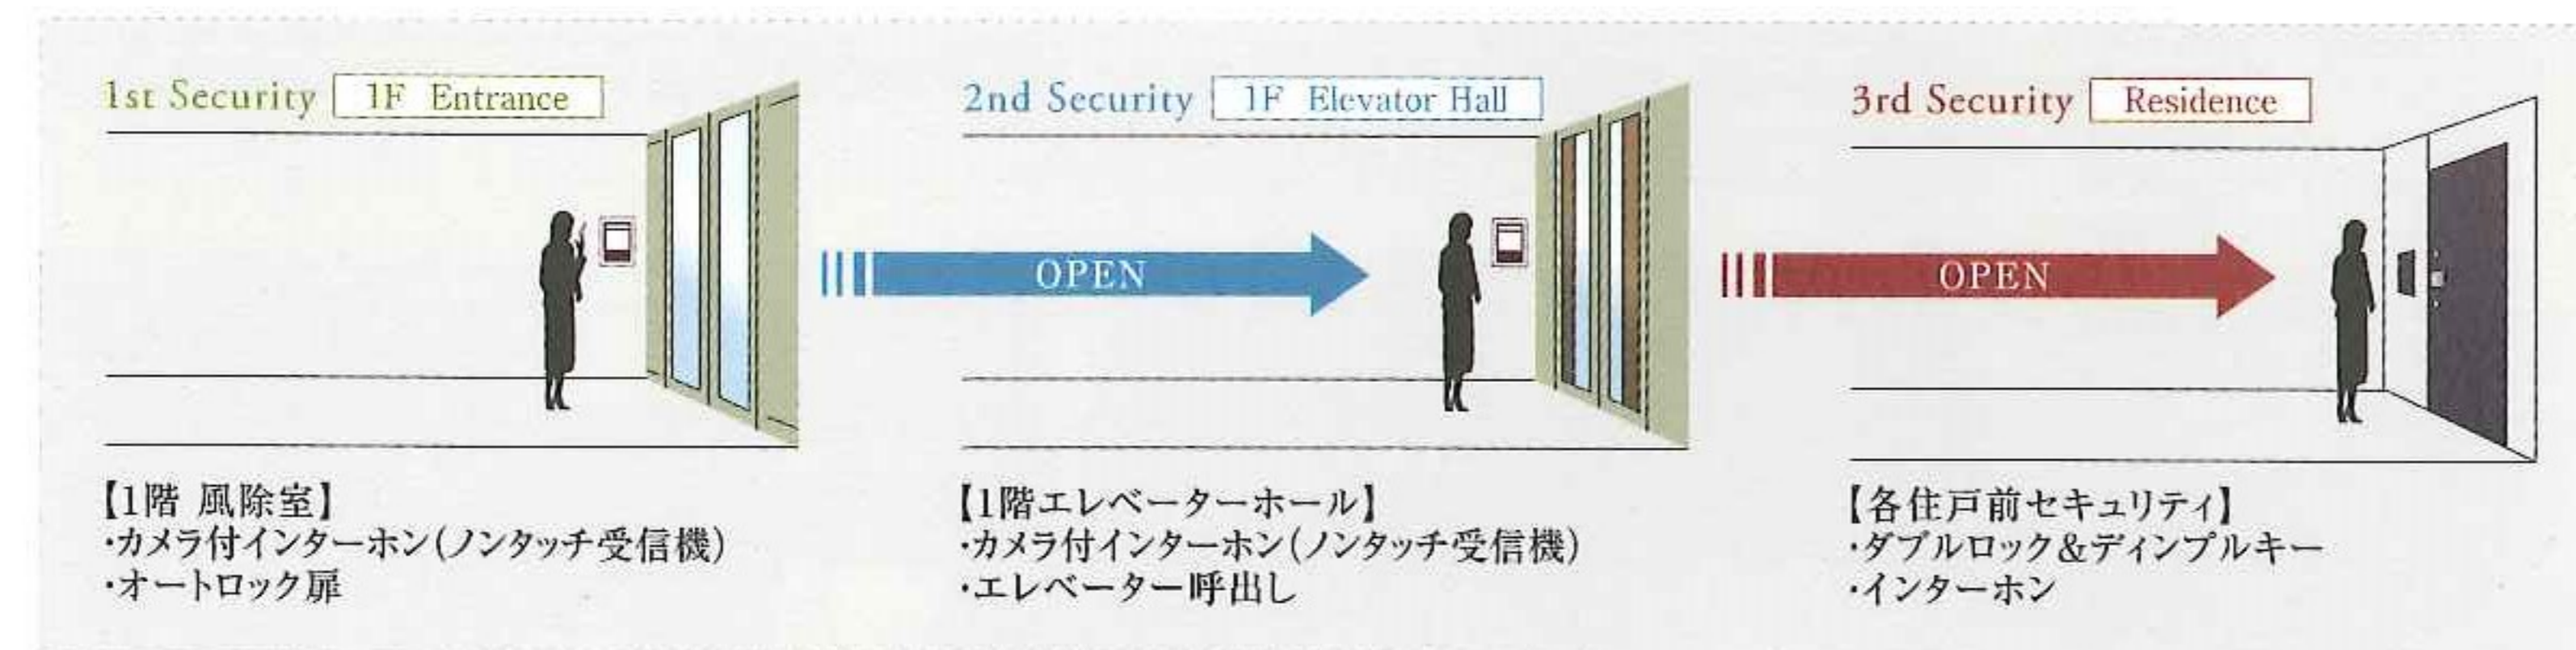 1st Security 1F Entrance
【1階 風除室】
・カメラ付インターホン(ノンタッチ受信機)
・オートロック扉
OPEN
2nd Security 1F Elevator Hall
【1階エレベーターホール】
・カメラ付インターホン(ノンタッチ受信機)
・エレベーター呼出し
OPEN
3rd Security Residence
【各住戸前セキュリティ】
・ダブルロック&ディンプルキー
・インターホン